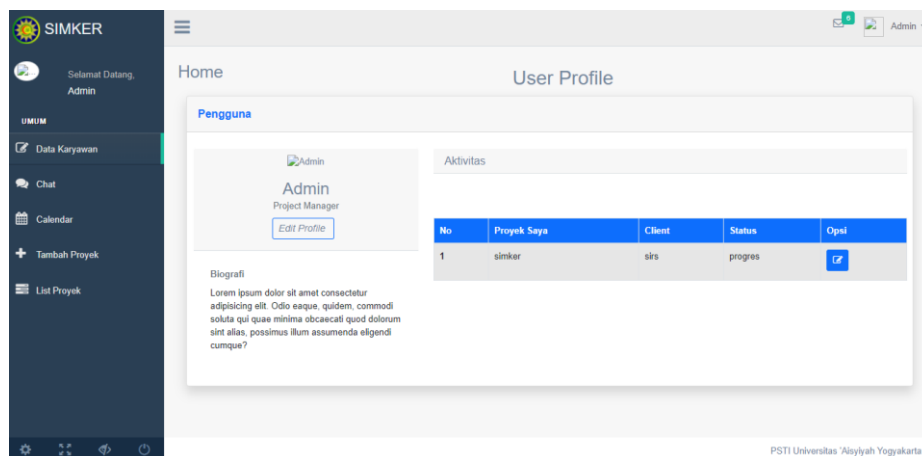 SIMKER
6
Admin
Selamat Datang,
Admin
UMUM
Data Karyawan
Chat
Calendar
Tambah Proyek
List Proyek
Home
User Profile
Pengguna
Admin
Admin
Project Manager
Edit Profile
Biografi
Lorem ipsum dolor sit amet consectetur
adipisicing elit. Odio eaque, quidem, commodi
soluta qui quae minima obcaecati quod dolorum
sint alias, possimus illum assumenda eligendi
cumque?
Aktivitas
No Proyek Saya Client Status Opsi
1 simker sirs progres
PSTI Universitas 'Aisyiyah Yogyakarta